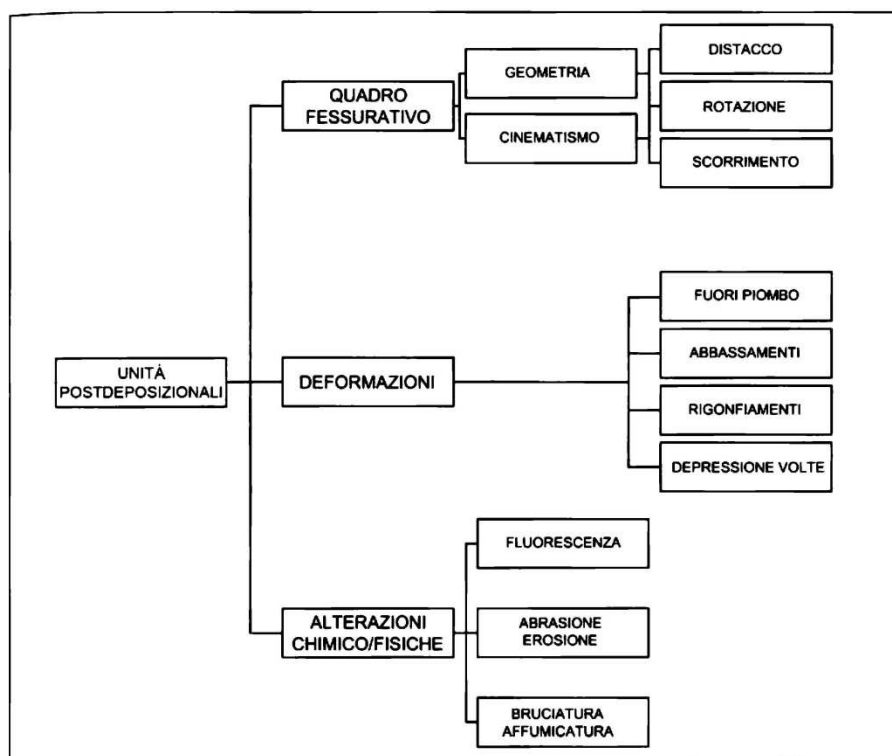 QUADRO
FESSURATIVO
GEOMETRIA
CINEMATISMO
DISTACCO
ROTAZIONE
SCORRIMENTO
UNITÁ
POSTDEPOSIZIONALI
DEFORMAZIONI
FUORI PIOMBO
ABBASSAMENTI
RIGONFIAMENTI
DEPRESSIONE VOLTE
ALTERAZIONI
CHIMICO/FISICHE
FLUORESCENZA
ABRASIONE
EROSIONE
BRUCIATURA
AFFUMICATURA